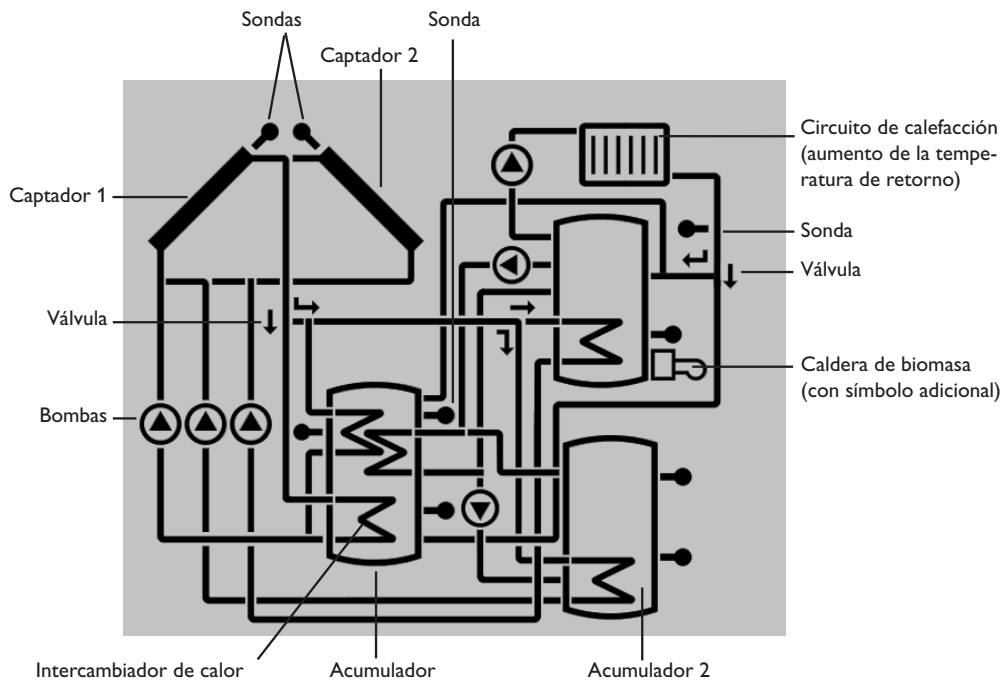 Sondas
Sonda
Captador 2
Circuito de calefacción
(aumento de la tempe-
ratura de retorno)
Captador 1
Sonda
Válvula
Válvula
Caldera de biomasa
(con símbolo adicional)
Bombas
Intercambiador de calor
Acumulador
Acumulador 2